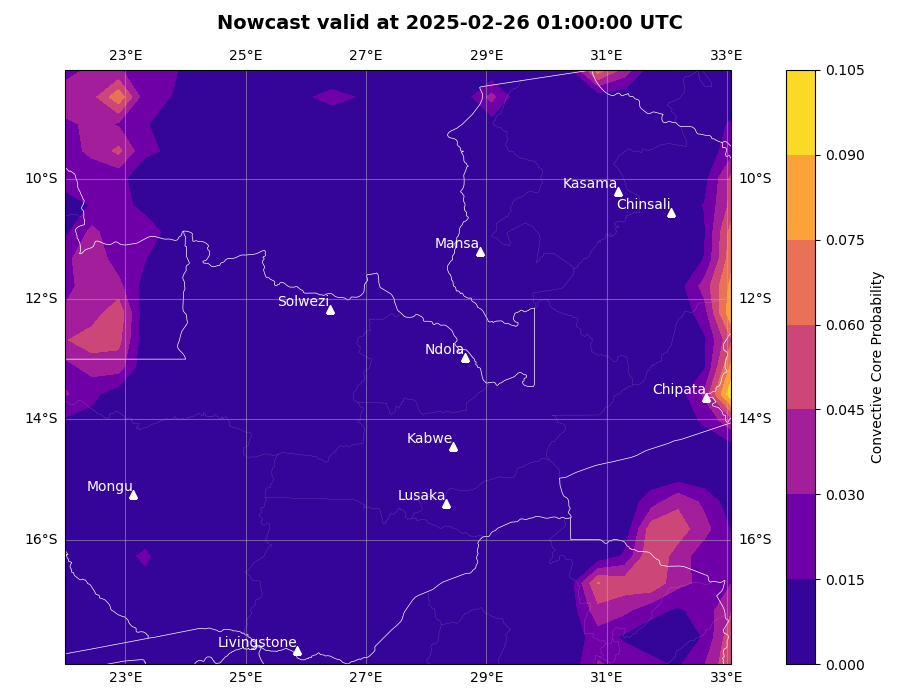 Nowcast valid at 2025-02-26 01:00:00 UTC
23°E 25°E 27°E 29°E 31°E 33°E
0.105
0.090
10°S 10°S
Kasama
Chinsali
0.075
Mansa
12°S 12°S
Solwezi
0.060
Ndola
Chipata
0.045
14°S 14°S
Kabwe
Mongu
Lusaka
0.030
16°S 16°S
0.015
Livingstone
0.000
23°E 25°E 27°E 29°E 31°E 33°E
Convective Core Probability